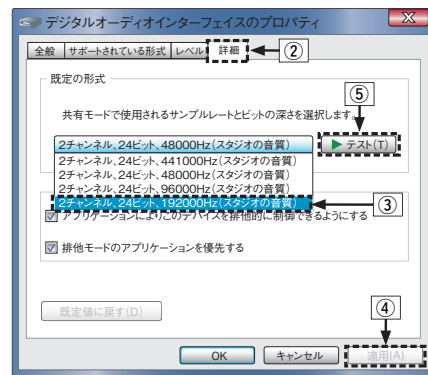 デジタルオーディオインターフェイスのプロパティ
全般 サポートされている形式 レベル 詳細 ②
既定の形式
⑤
共有モードで使用されるサンプルレートとビットの深さを選択します。
2チャンネル、24ビット、48000Hz(スタジオの音質) テスト(T)
2チャンネル、24ビット、441000Hz(スタジオの音質)
2チャンネル、24ビット、48000Hz(スタジオの音質)
2チャンネル、24ビット、96000Hz(スタジオの音質)
2チャンネル、24ビット、192000Hz(スタジオの音質) ③
アプリケーションによりこのデバイスを排他的に制御できるようにする
排他モードのアプリケーションを優先する
既定値に戻す(D)
④
OK キャンセル 適用(A)